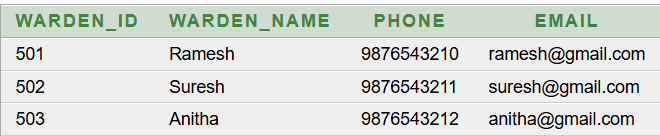 WARDEN_ID WARDEN_NAME PHONE EMAIL
501 Ramesh 9876543210 ramesh@gmail.com
502 Suresh 9876543211 suresh@gmail.com
503 Anitha 9876543212 anitha@gmail.com